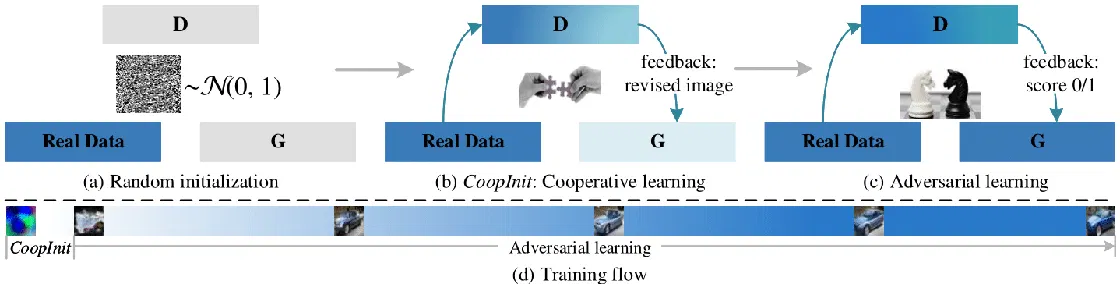 D
~𝒩(0, 1)
Real Data
G
(a) Random initialization
D
feedback:
revised image
Real Data
G
(b) CoopInit: Cooperative learning
D
feedback:
score 0/1
Real Data
G
(c) Adversarial learning
CoopInit
Adversarial learning
(d) Training flow